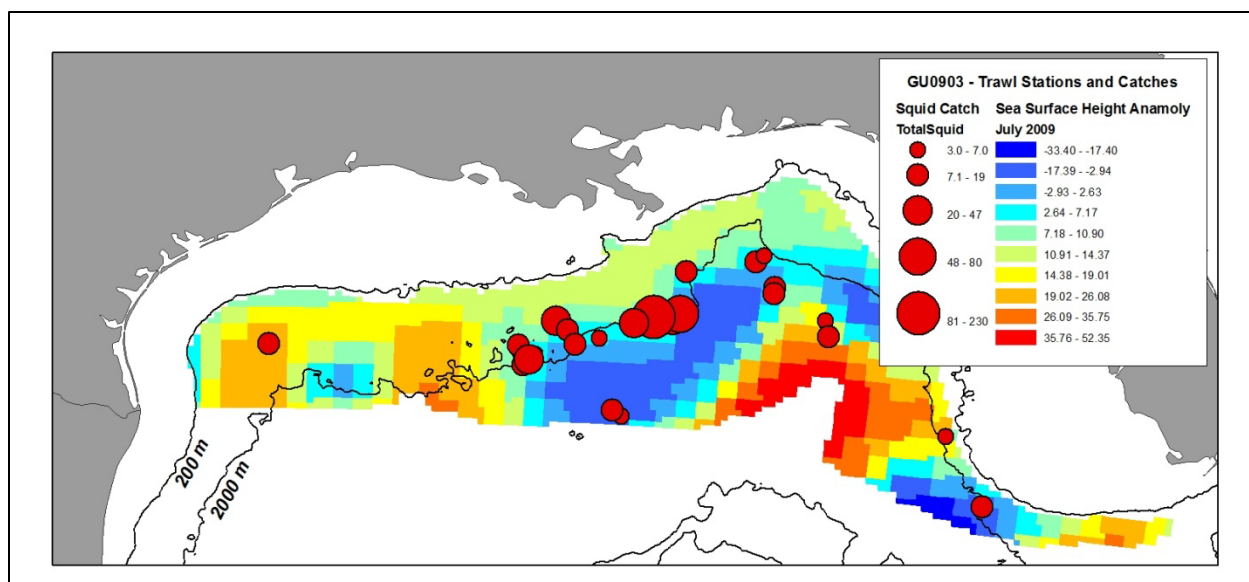 GU0903 - Trawl Stations and Catches
Squid Catch
TotalSquid
3.0 - 7.0
7.1 - 19
20 - 47
48 - 80
81 - 230
Sea Surface Height Anamoly
July 2009
-33.40 - -17.40
-17.39 - -2.94
-2.93 - 2.63
2.64 - 7.17
7.18 - 10.90
10.91 - 14.37
14.38 - 19.01
19.02 - 26.08
26.09 - 35.75
35.76 - 52.35
200 m
2000 m